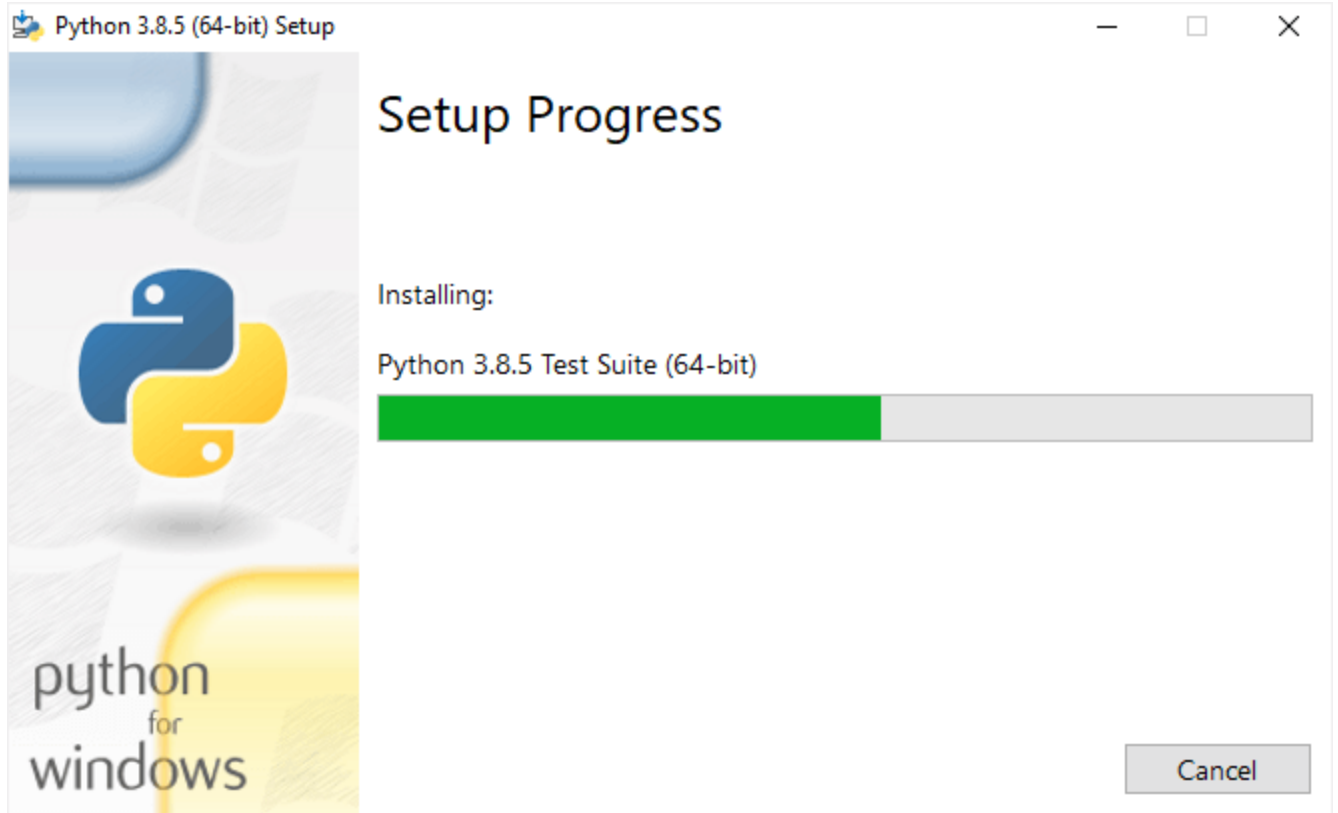 Python 3.8.5 (64-bit) Setup
Setup Progress
Installing:
Python 3.8.5 Test Suite (64-bit)
python
for
windows
Cancel